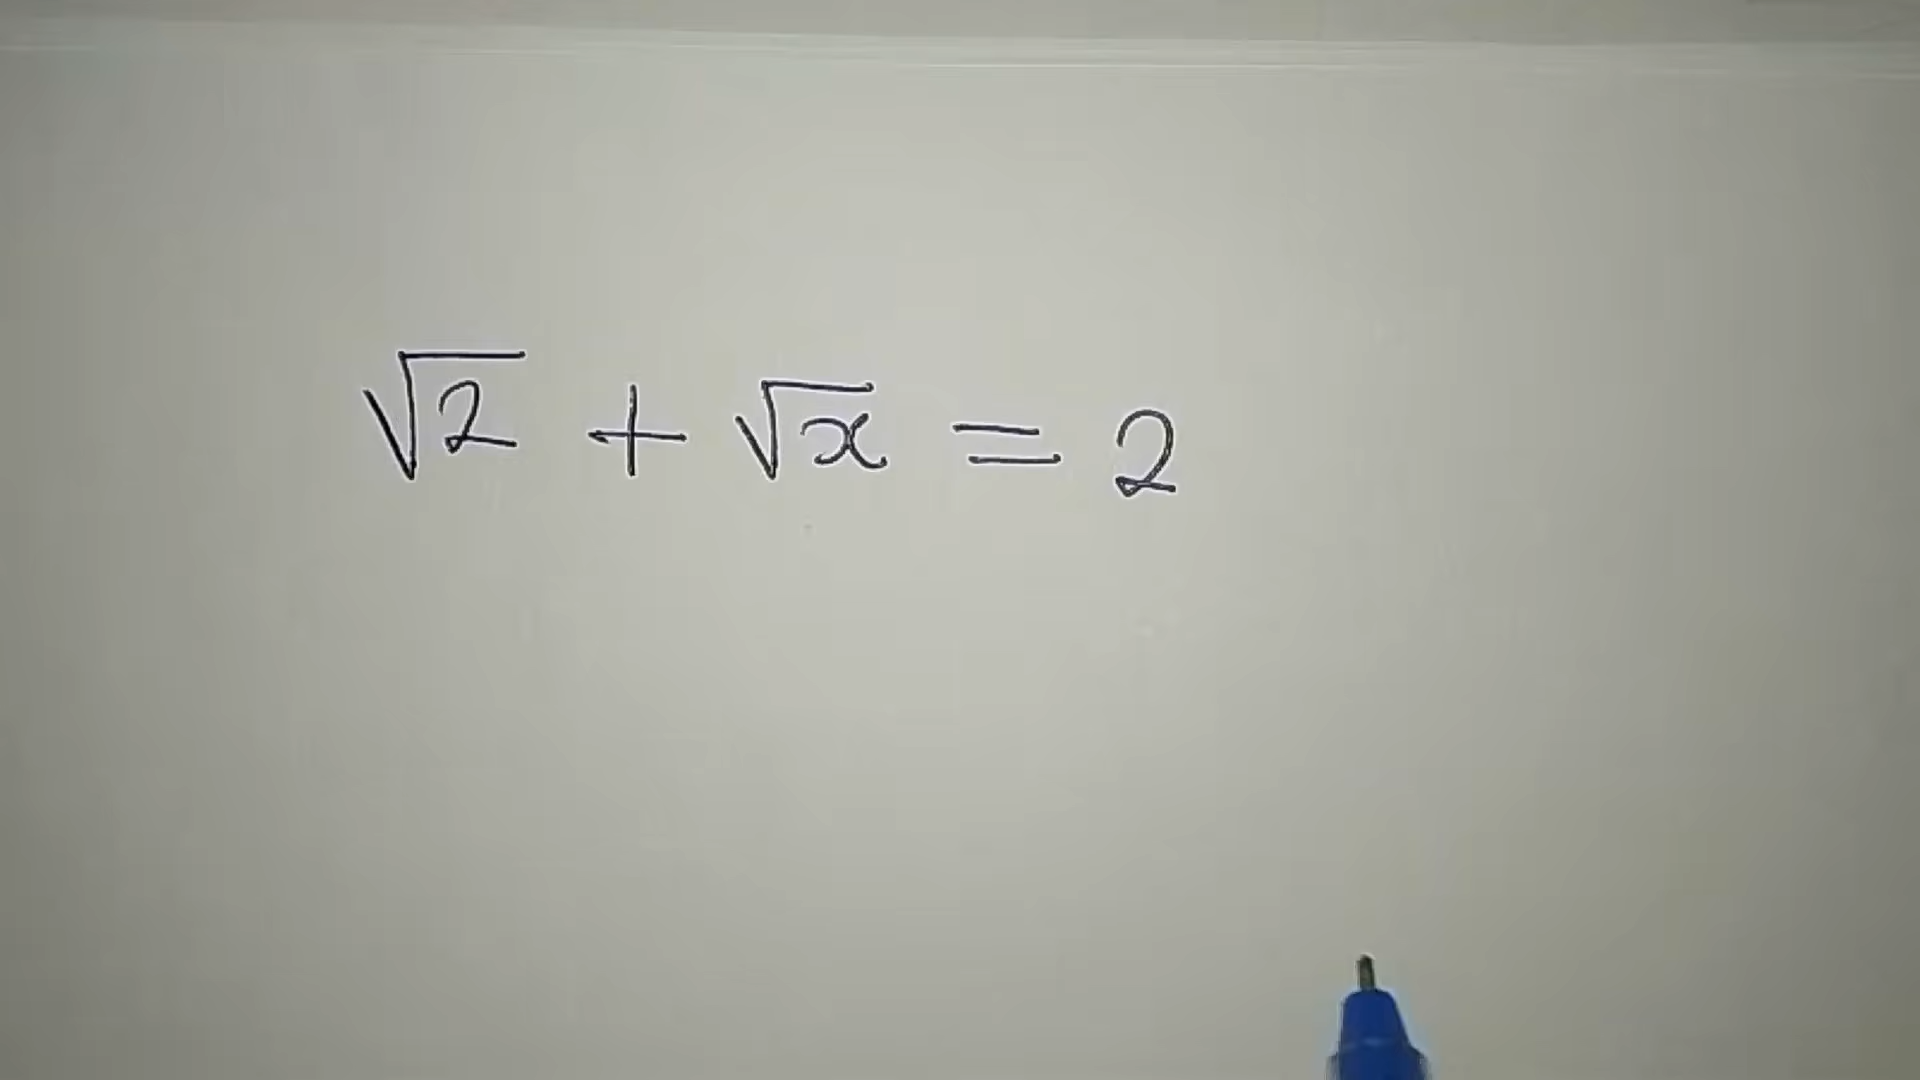 √2 + √x = 2